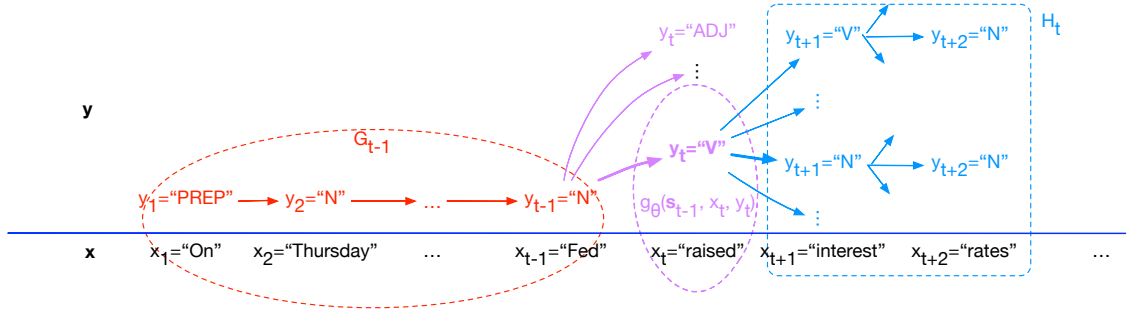 y_t="ADJ"
⋮
y_{t+1}="V" y_{t+2}="N" H_t
⋮
y
G_{t-1}
y_t="V" y_{t+1}="N" y_{t+2}="N"
y_1="PREP" y_2="N" ... y_{t-1}="N" g_θ(s_{t-1}, x_t, y_t)
⋮
x x_1="On" x_2="Thursday" ... x_{t-1}="Fed" x_t="raised" x_{t+1}="interest" x_{t+2}="rates" ...